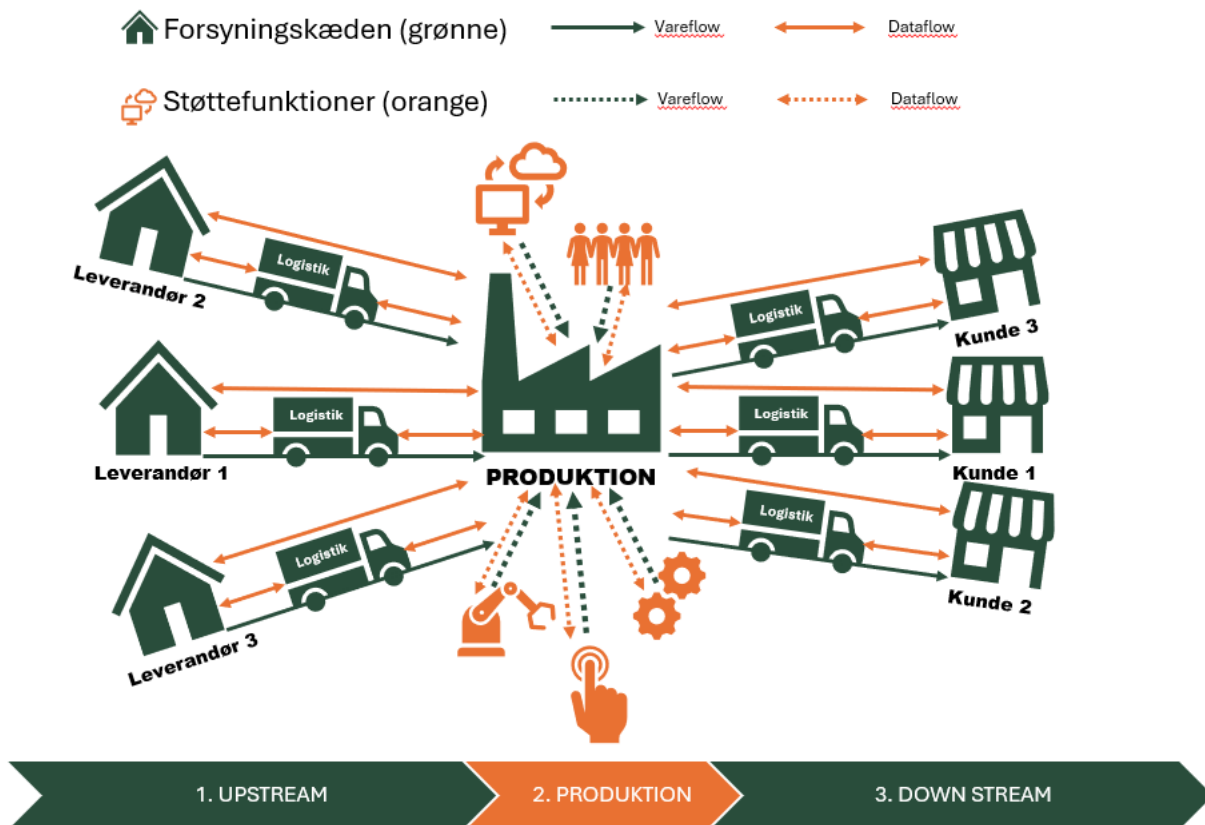 Forsyningskæden (grønne)
Vareflow
Dataflow
Støttefunktioner (orange)
Vareflow
Dataflow
Leverandør 2
Logistik
Logistik
Kunde 3
Leverandør 1
Logistik
PRODUKTION
Logistik
Kunde 1
Leverandør 3
Logistik
Logistik
Kunde 2
1. UPSTREAM
2. PRODUKTION
3. DOWN STREAM